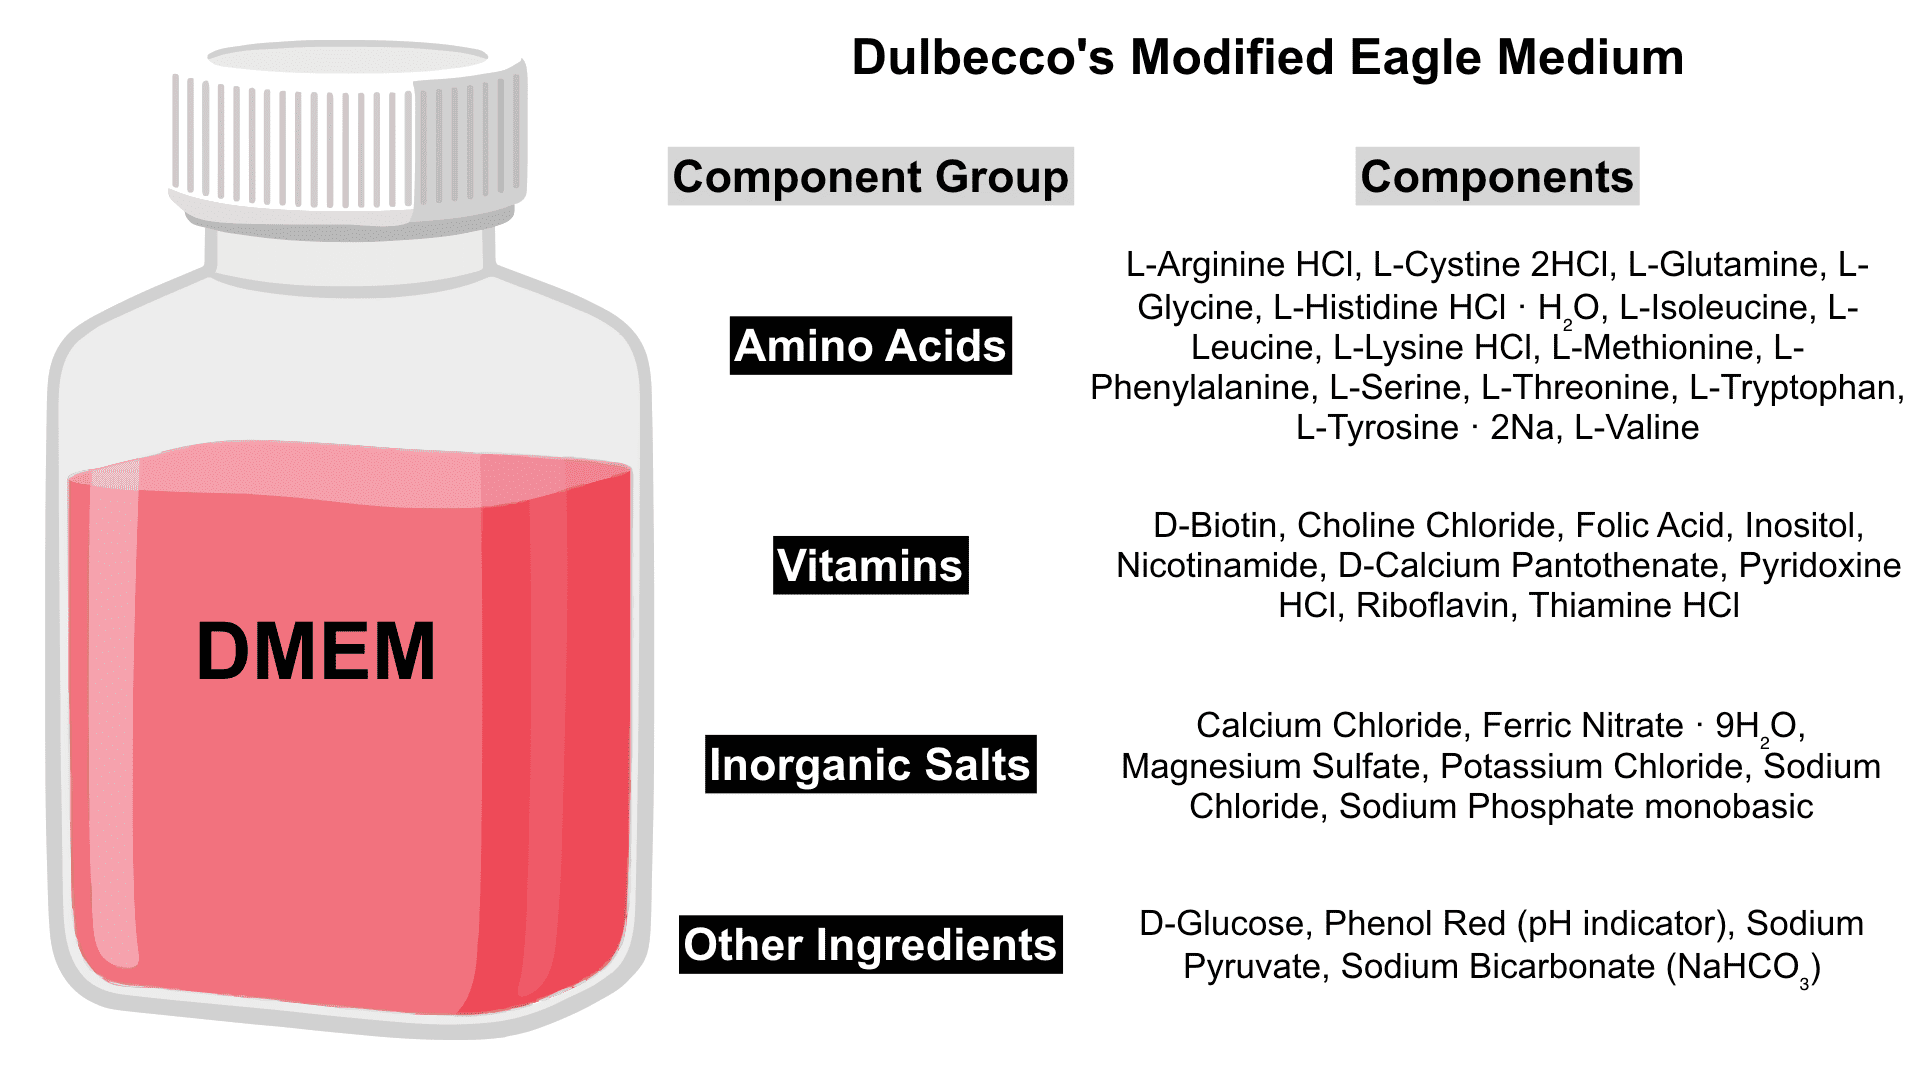 Dulbecco's Modified Eagle Medium
Component Group
Components
Amino Acids
L-Arginine HCl, L-Cystine 2HCl, L-Glutamine, L-
Glycine, L-Histidine HCl · H₂O, L-Isoleucine, L-
Leucine, L-Lysine HCl, L-Methionine, L-
Phenylalanine, L-Serine, L-Threonine, L-Tryptophan,
L-Tyrosine · 2Na, L-Valine
Vitamins
D-Biotin, Choline Chloride, Folic Acid, Inositol,
Nicotinamide, D-Calcium Pantothenate, Pyridoxine
HCl, Riboflavin, Thiamine HCl
DMEM
Inorganic Salts
Calcium Chloride, Ferric Nitrate · 9H₂O,
Magnesium Sulfate, Potassium Chloride, Sodium
Chloride, Sodium Phosphate monobasic
Other Ingredients
D-Glucose, Phenol Red (pH indicator), Sodium
Pyruvate, Sodium Bicarbonate (NaHCO₃)